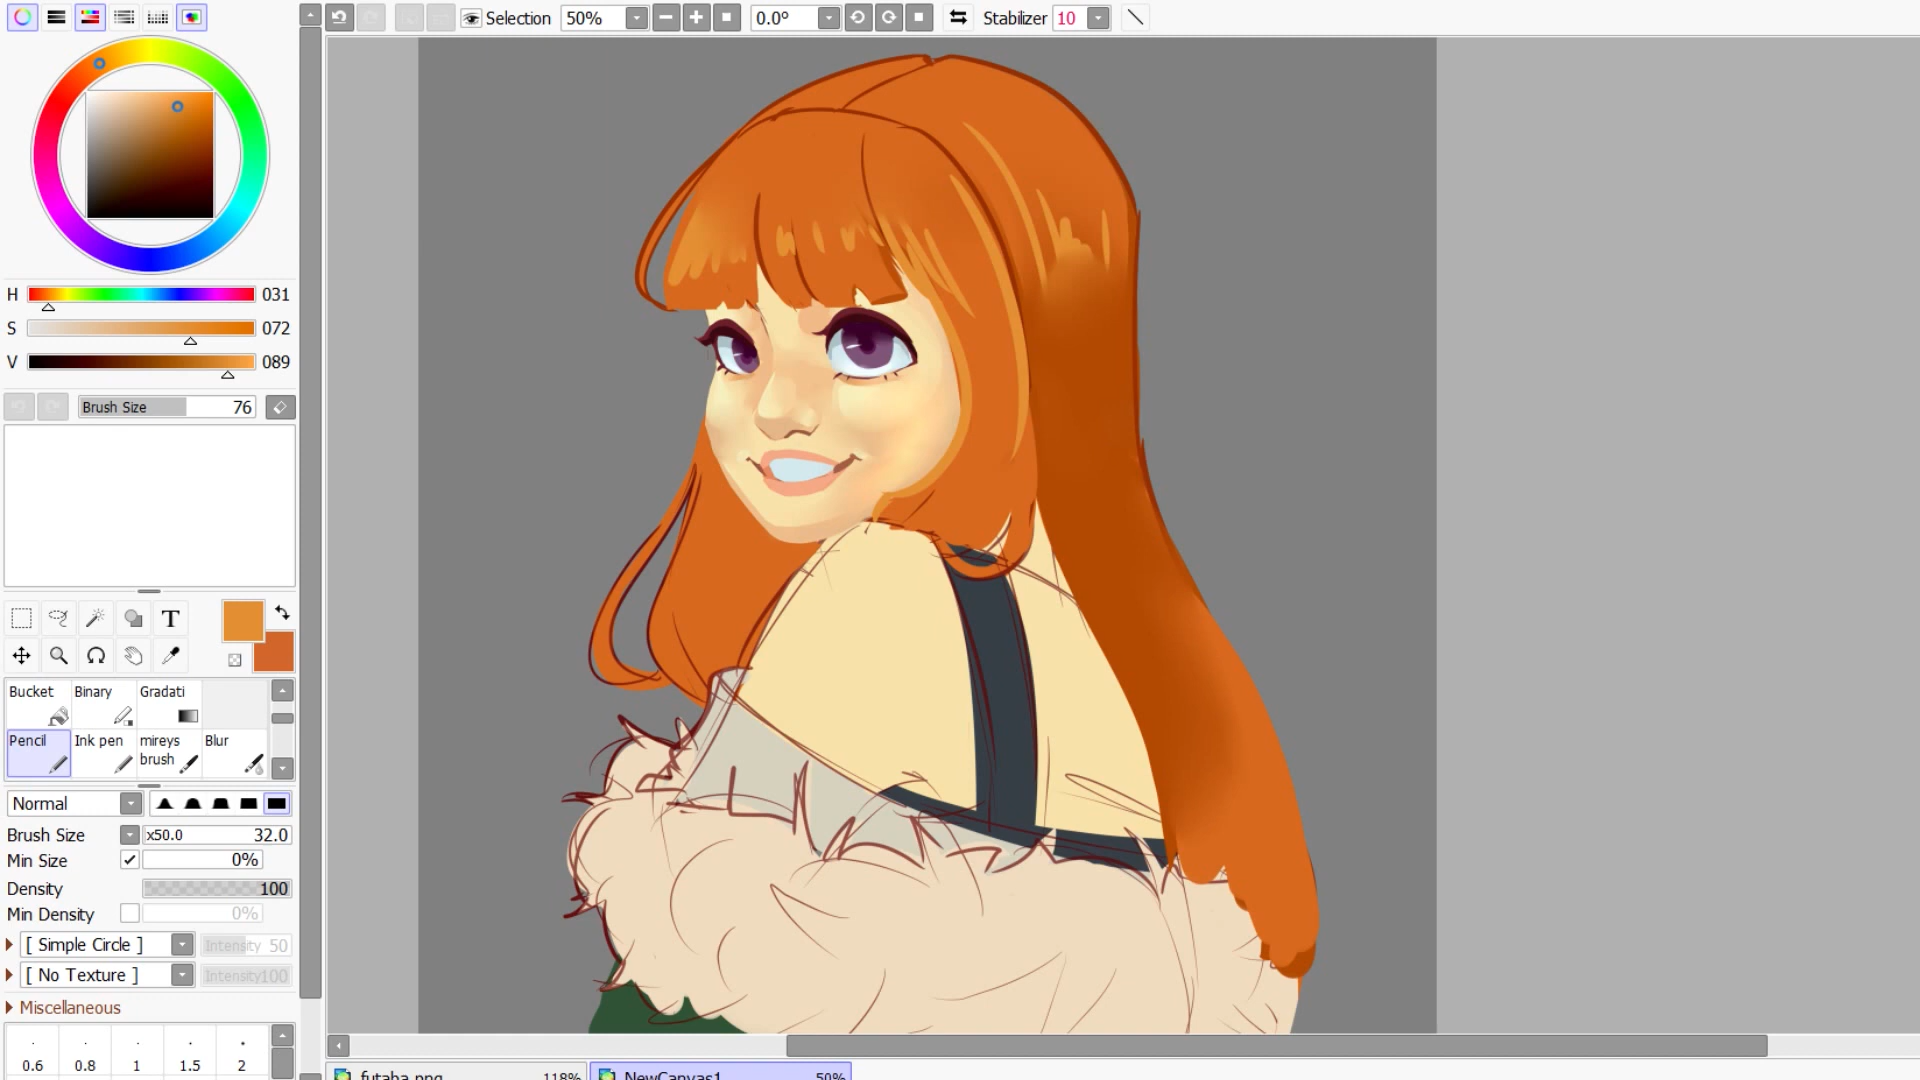 Selection 50% 0.0° Stabilizer 10
H 031
S 072
V 089
Brush Size 76
T
Bucket Binary Gradati
Pencil Ink pen mireys brush Blur
Normal
Brush Size x50.0 32.0
Min Size 0%
Density 100
Min Density 0%
[ Simple Circle ] Intensity 50
[ No Texture ] Intensity 100
Miscellaneous
0.6 0.8 1 1.5 2
futaba.png 118% NewCanvas1 50%